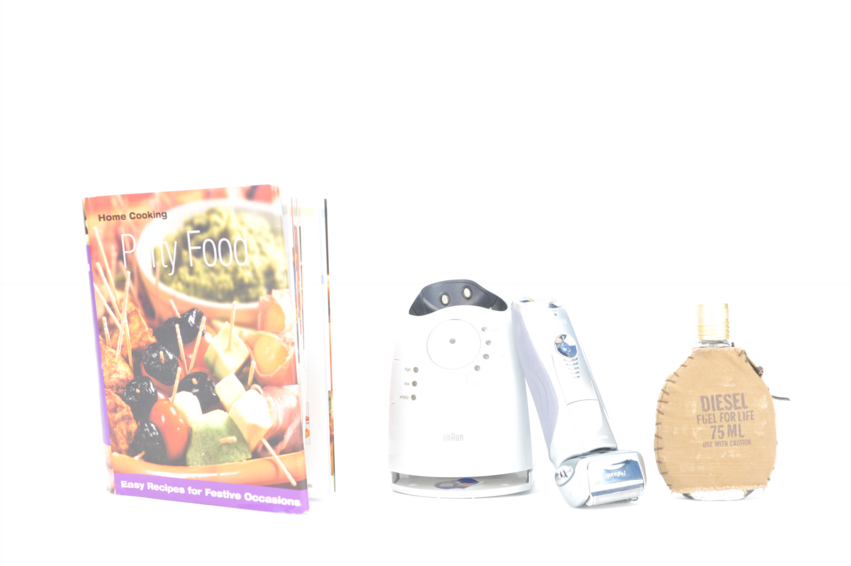 Home Cooking
Party Food
Easy Recipes for Festive Occasions
BRAUN
DIESEL
FUEL FOR LIFE
75 ML
USE WITH CAUTION